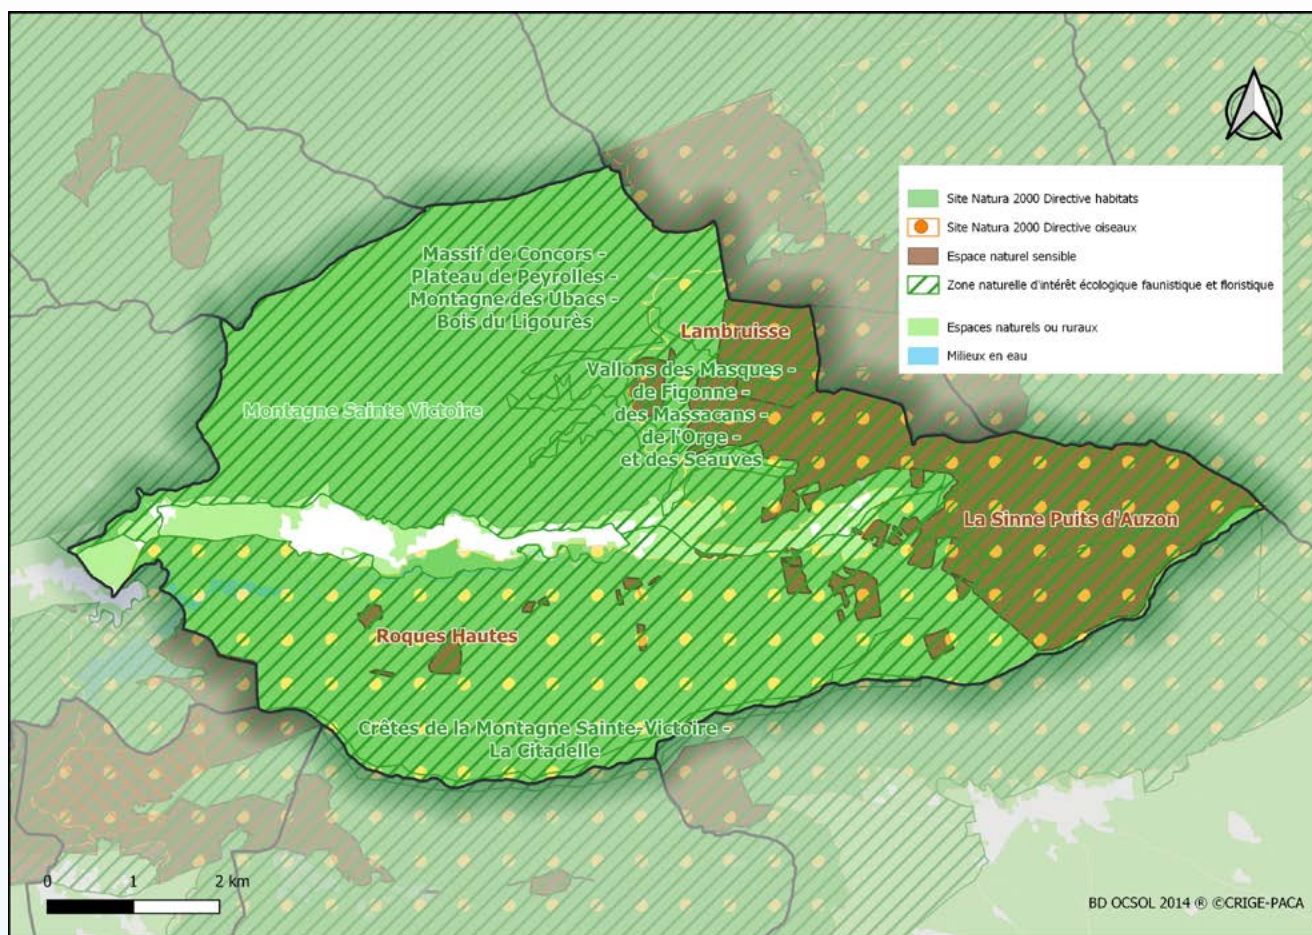 Site Natura 2000 Directive habitats
Site Natura 2000 Directive oiseaux
Espace naturel sensible
Zone naturelle d'intérêt écologique faunistique et floristique
Espaces naturels ou ruraux
Milieux en eau
Massif de Concors -
Plateau de Peyrolles -
Montagne des Ubacs -
Bois du Ligourès
Lambruisse
Vallons des Masques -
de Figonne -
des Massacans -
de l'Orge -
et des Seauves
Montagne Sainte Victoire
La Sinne Puits d'Auzon
Roques Hautes
Crêtes de la Montagne Sainte-Victoire -
La Citadelle
0 1 2 km
BD OCSOL 2014 ® ©CRIGE-PACA